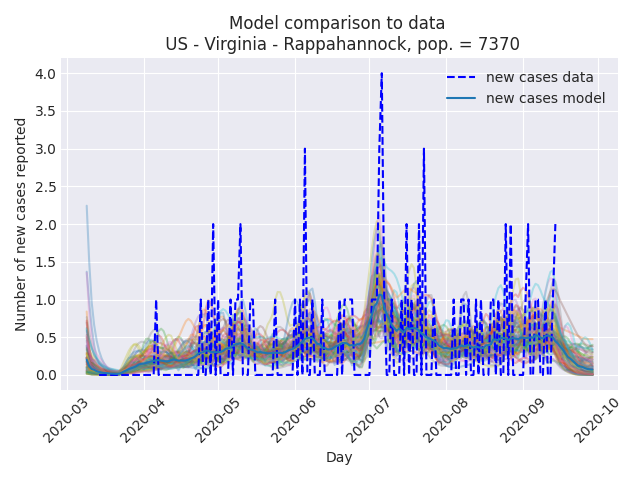 Model comparison to data
US - Virginia - Rappahannock, pop. = 7370
new cases data
new cases model
Number of new cases reported
4.0
3.5
3.0
2.5
2.0
1.5
1.0
0.5
0.0
2020-03
2020-04
2020-05
2020-06
2020-07
2020-08
2020-09
2020-10
Day